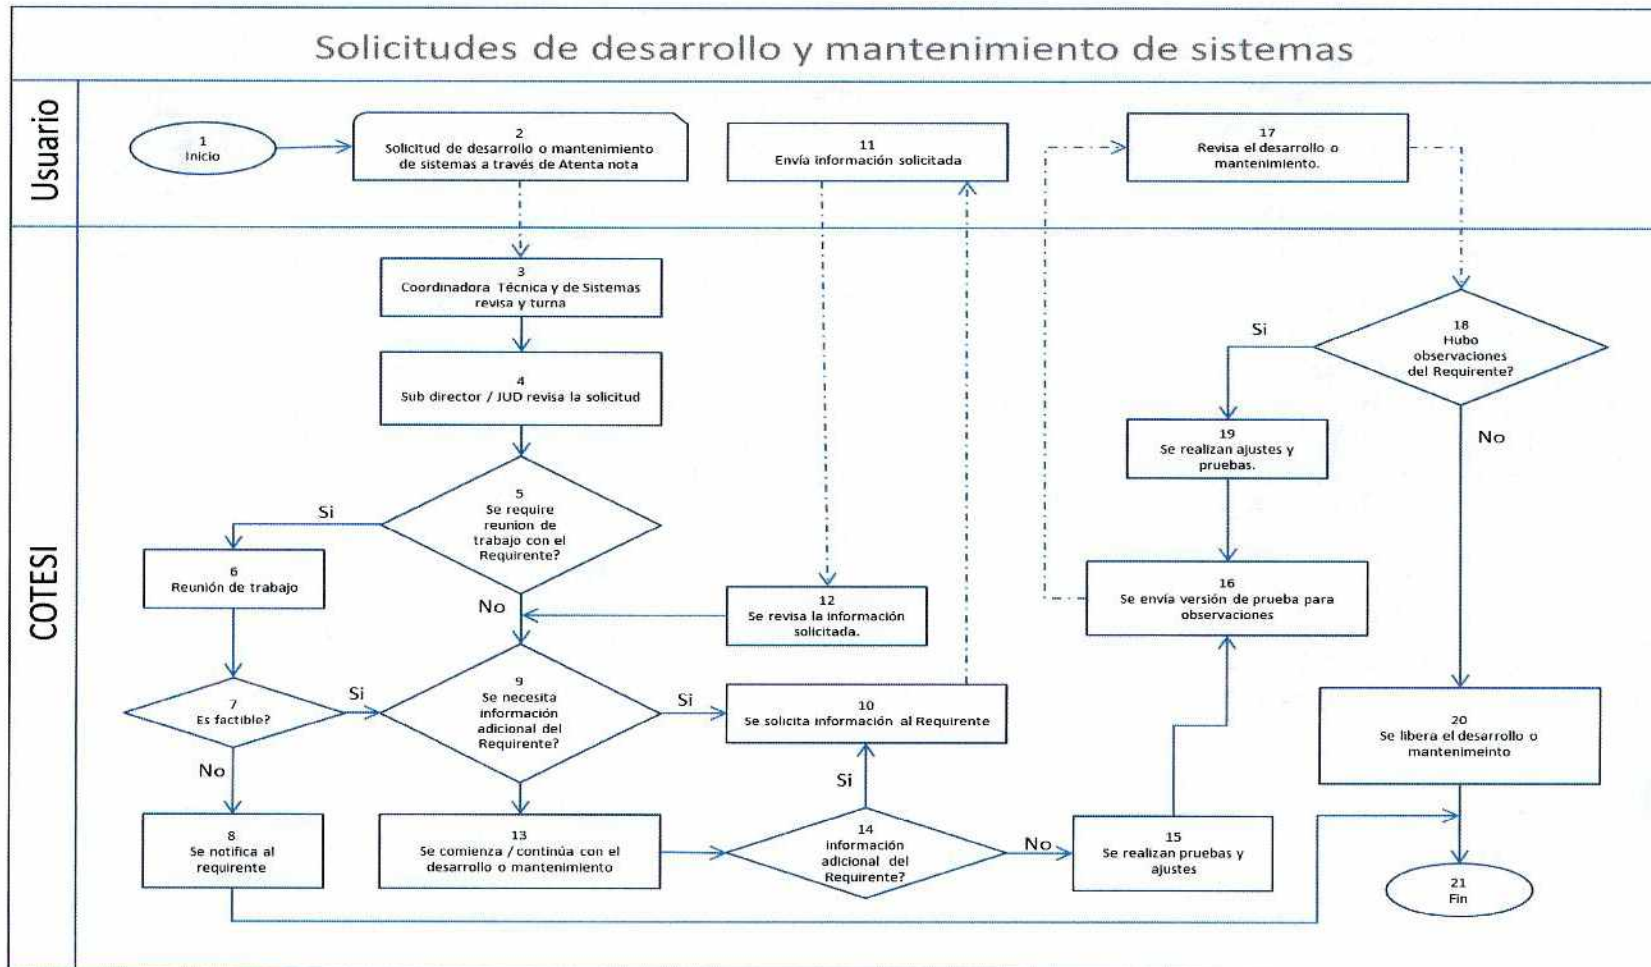 Solicitudes de desarrollo y mantenimiento de sistemas
Usuario
1
Inicio
2
Solicitud de desarrollo o mantenimiento
de sistemas a través de Atenta nota
11
Envía información solicitada
17
Revisa el desarrollo o
mantenimiento.
COTESI
3
Coordinadora Técnica y de Sistemas
revisa y turna
4
Sub director / JUD revisa la solicitud
5
Se require
reunion de
trabajo con el
Requirente?
Si
No
6
Reunión de trabajo
7
Es factible?
Si
No
8
Se notifica al
requirente
9
Se necesita
información
adicional del
Requirente?
Si
10
Se solicita información al Requirente
12
Se revisa la información
solicitada.
13
Se comienza / continúa con el
desarrollo o mantenimiento
14
Información
adicional del
Requirente?
Si
No
15
Se realizan pruebas y
ajustes
16
Se envía versión de prueba para
observaciones
18
Hubo
observaciones
del Requirente?
Si
No
19
Se realizan ajustes y
pruebas.
20
Se libera el desarrollo o
mantenimeinto
21
Fin